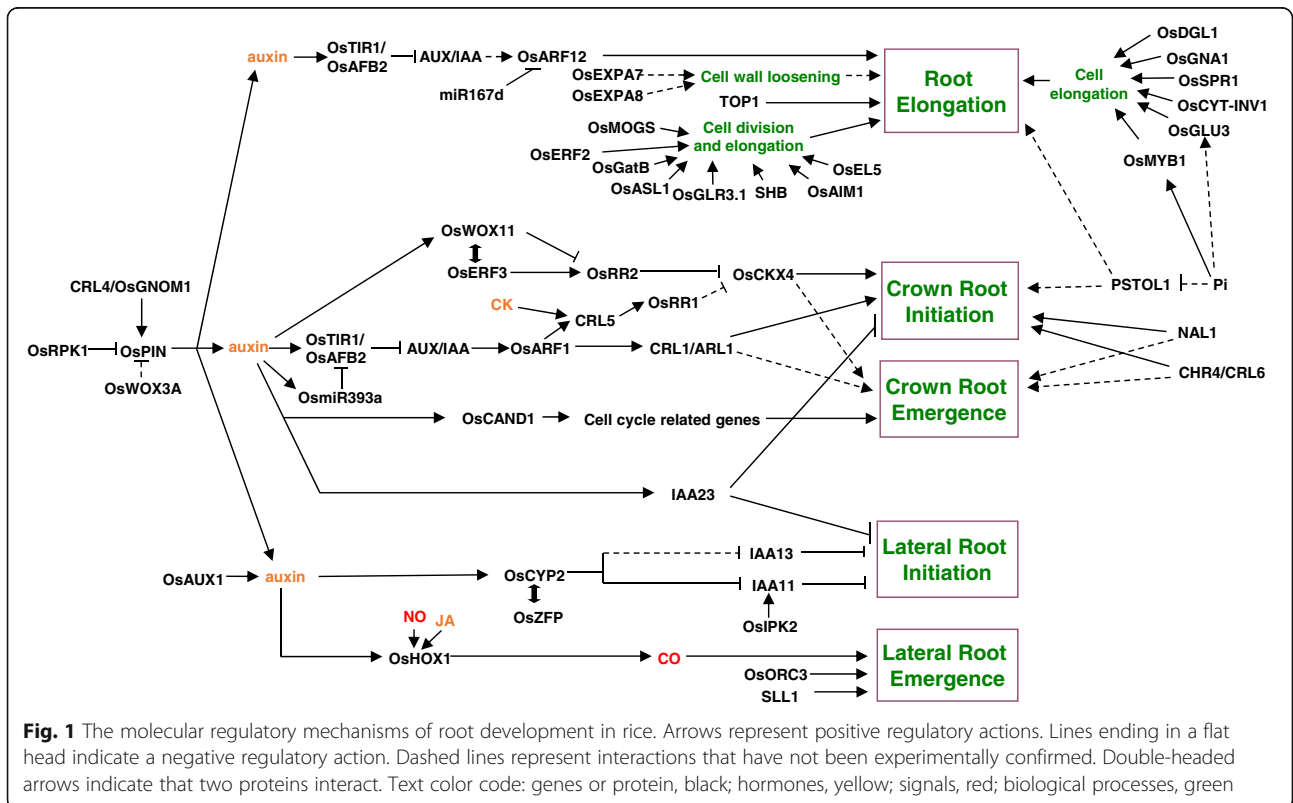 OsDGL1
auxin
OsTIR1/
OsAFB2
AUX/IAA
OsARF12
OsGNA1
miR167d
OsEXPA7
OsEXPA8
Cell wall loosening
Root
Elongation
Cell
elongation
OsSPR1
OsCYT-INV1
OsGLU3
TOP1
OsMOGS
Cell division
and elongation
OsERF2
OsGatB
OsASL1
OsGLR3.1
SHB
OsAIM1
OsEL5
OsMYB1
OsWOX11
OsERF3
OsRR2
OsCKX4
Crown Root
Initiation
PSTOL1
Pi
CRL4/OsGNOM1
CK
CRL5
OsRR1
OsRPK1
OsPIN
auxin
OsTIR1/
OsAFB2
AUX/IAA
OsARF1
CRL1/ARL1
NAL1
OsWOX3A
OsmiR393a
CHR4/CRL6
Crown Root
Emergence
OsCAND1
Cell cycle related genes
IAA23
OsAUX1
auxin
OsCYP2
OsZFP
IAA13
IAA11
OsIPK2
Lateral Root
Initiation
NO
JA
OsHOX1
CO
OsORC3
SLL1
Lateral Root
Emergence
Fig. 1 The molecular regulatory mechanisms of root development in rice. Arrows represent positive regulatory actions. Lines ending in a flat
head indicate a negative regulatory action. Dashed lines represent interactions that have not been experimentally confirmed. Double-headed
arrows indicate that two proteins interact. Text color code: genes or protein, black; hormones, yellow; signals, red; biological processes, green